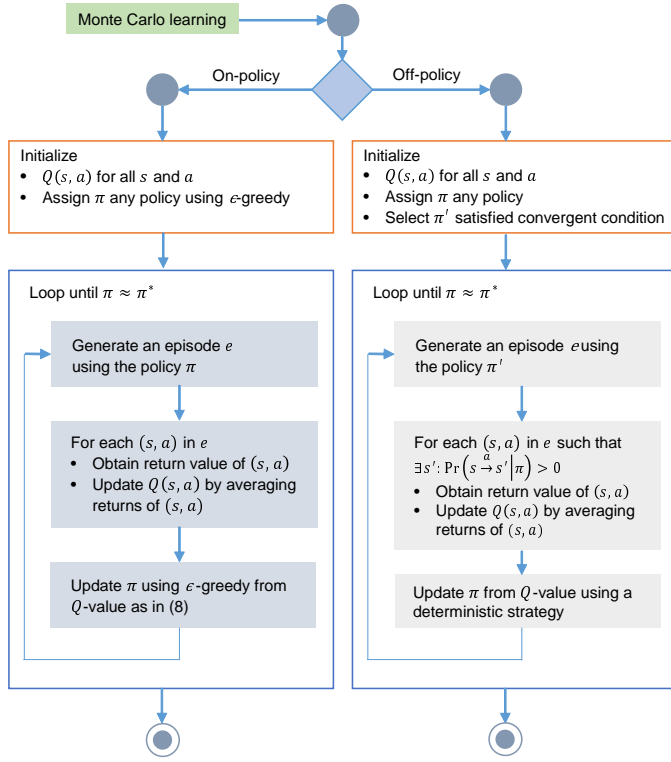 Monte Carlo learning
On-policy
Off-policy
Initialize
• Q(s, a) for all s and a
• Assign π any policy using ϵ-greedy
Loop until π ≈ π*
Generate an episode e
using the policy π
For each (s, a) in e
• Obtain return value of (s, a)
• Update Q(s, a) by averaging
returns of (s, a)
Update π using ϵ-greedy from
Q-value as in (8)
Initialize
• Q(s, a) for all s and a
• Assign π any policy
• Select π′ satisfied convergent condition
Loop until π ≈ π*
Generate an episode e using
the policy π′
For each (s, a) in e such that
∃s′: Pr(s →^a s′|π) > 0
• Obtain return value of (s, a)
• Update Q(s, a) by averaging
returns of (s, a)
Update π from Q-value using a
deterministic strategy